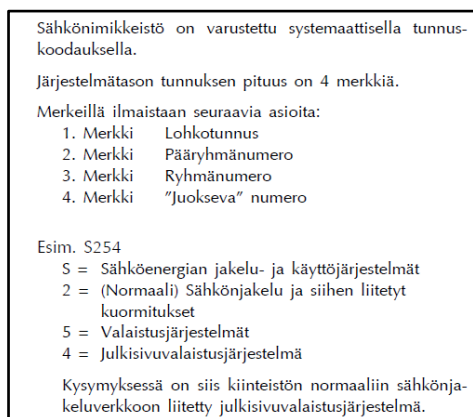 Sähkönimikkeistö on varustettu systemaattisella tunnus-
koodauksella.
Järjestelmätason tunnuksen pituus on 4 merkkiä.
Merkeillä ilmaistaan seuraavia asioita:
1. Merkki Lohkotunnus
2. Merkki Pääryhmänumero
3. Merkki Ryhmänumero
4. Merkki "Juokseva" numero
Esim. S254
S = Sähköenergian jakelu- ja käyttöjärjestelmät
2 = (Normaali) Sähkönjakelu ja siihen liitetyt
kuormitukset
5 = Valaistusjärjestelmät
4 = Julkisivuvalaistusjärjestelmä
Kysymyksessä on siis kiinteistön normaaliin sähkönja-
keluverkkoon liitetty julkisivuvalaistusjärjestelmä.